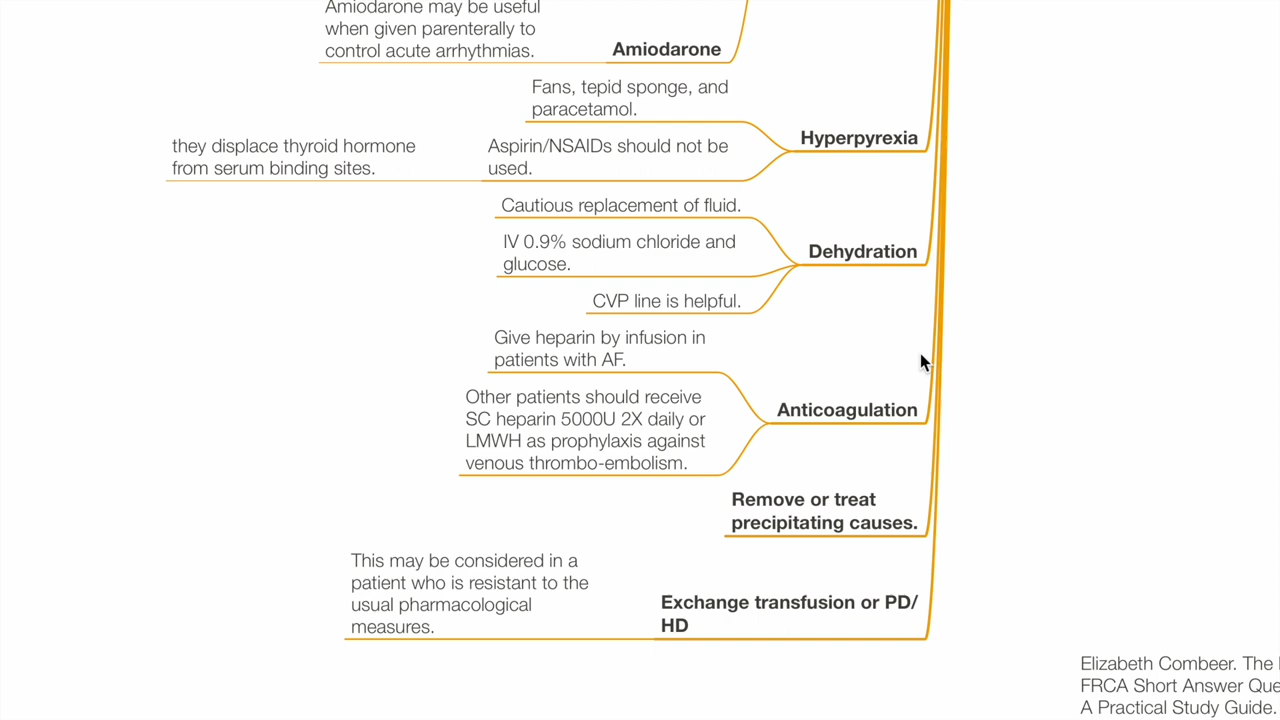 Amiodarone may be useful
when given parenterally to
control acute arrhythmias.
Amiodarone
Fans, tepid sponge, and
paracetamol.
Hyperpyrexia
they displace thyroid hormone
from serum binding sites.
Aspirin/NSAIDs should not be
used.
Cautious replacement of fluid.
IV 0.9% sodium chloride and
glucose.
Dehydration
CVP line is helpful.
Give heparin by infusion in
patients with AF.
Other patients should receive
SC heparin 5000U 2X daily or
LMWH as prophylaxis against
venous thrombo-embolism.
Anticoagulation
Remove or treat
precipitating causes.
This may be considered in a
patient who is resistant to the
usual pharmacological
measures.
Exchange transfusion or PD/
HD
Elizabeth Combeer. The
FRCA Short Answer
A Practical Study Guide.